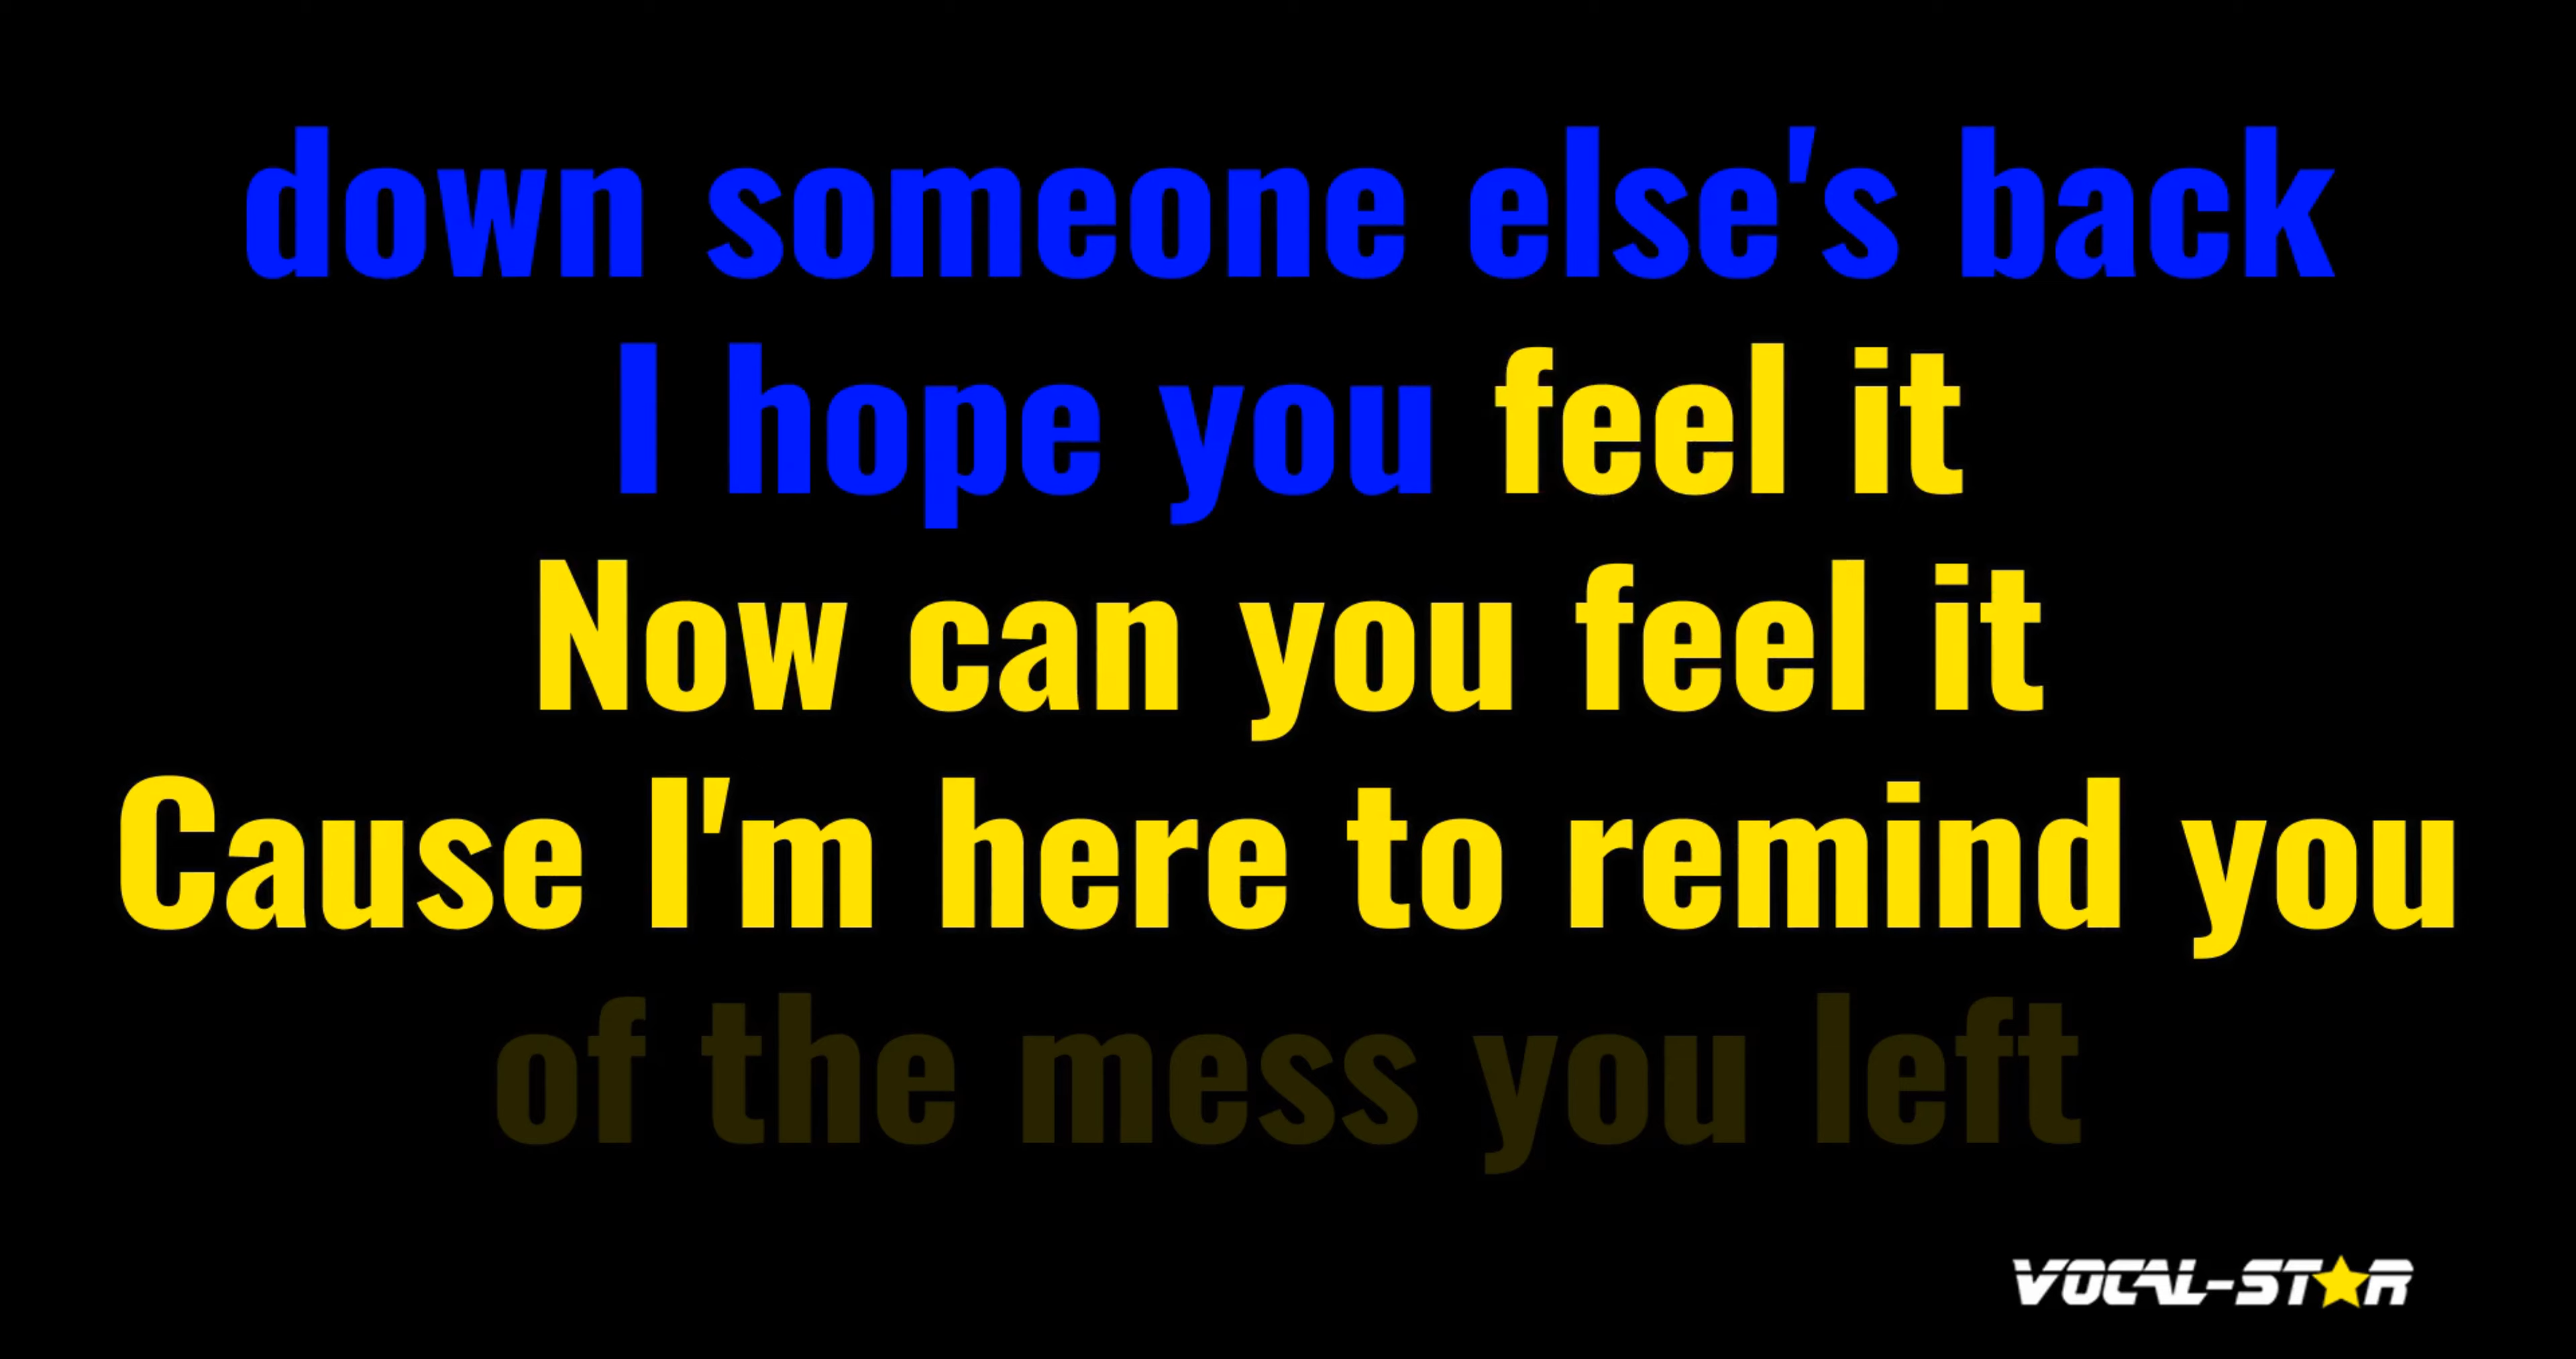 down someone else's back
I hope you feel it
Now can you feel it
Cause I'm here to remind you
of the mess you left
VOCAL-STAR